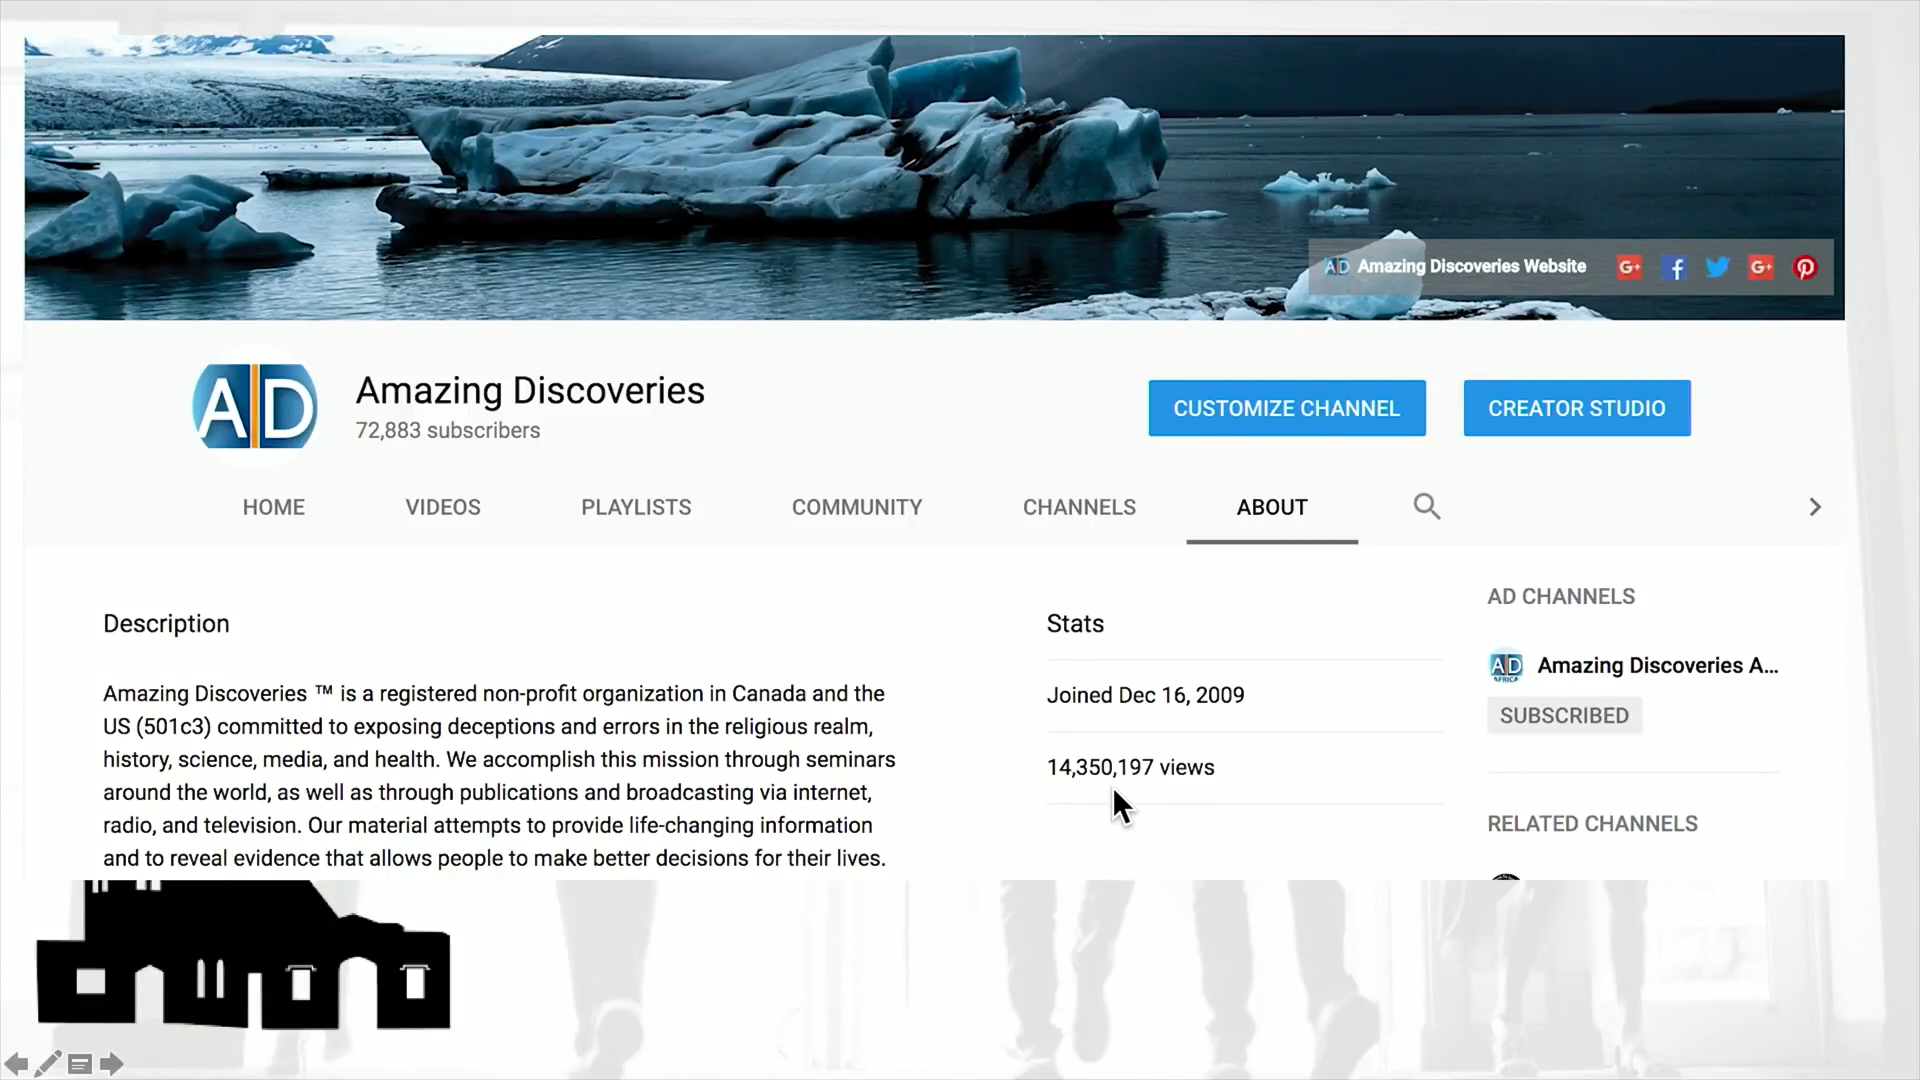 AD Amazing Discoveries Website G+ f G+
A|D
Amazing Discoveries
72,883 subscribers
CUSTOMIZE CHANNEL
CREATOR STUDIO
HOME VIDEOS PLAYLISTS COMMUNITY CHANNELS ABOUT
Description
Amazing Discoveries ™ is a registered non-profit organization in Canada and the
US (501c3) committed to exposing deceptions and errors in the religious realm,
history, science, media, and health. We accomplish this mission through seminars
around the world, as well as through publications and broadcasting via internet,
radio, and television. Our material attempts to provide life-changing information
and to reveal evidence that allows people to make better decisions for their lives.
Stats
Joined Dec 16, 2009
14,350,197 views
AD CHANNELS
AD AFRICA
Amazing Discoveries A...
SUBSCRIBED
RELATED CHANNELS